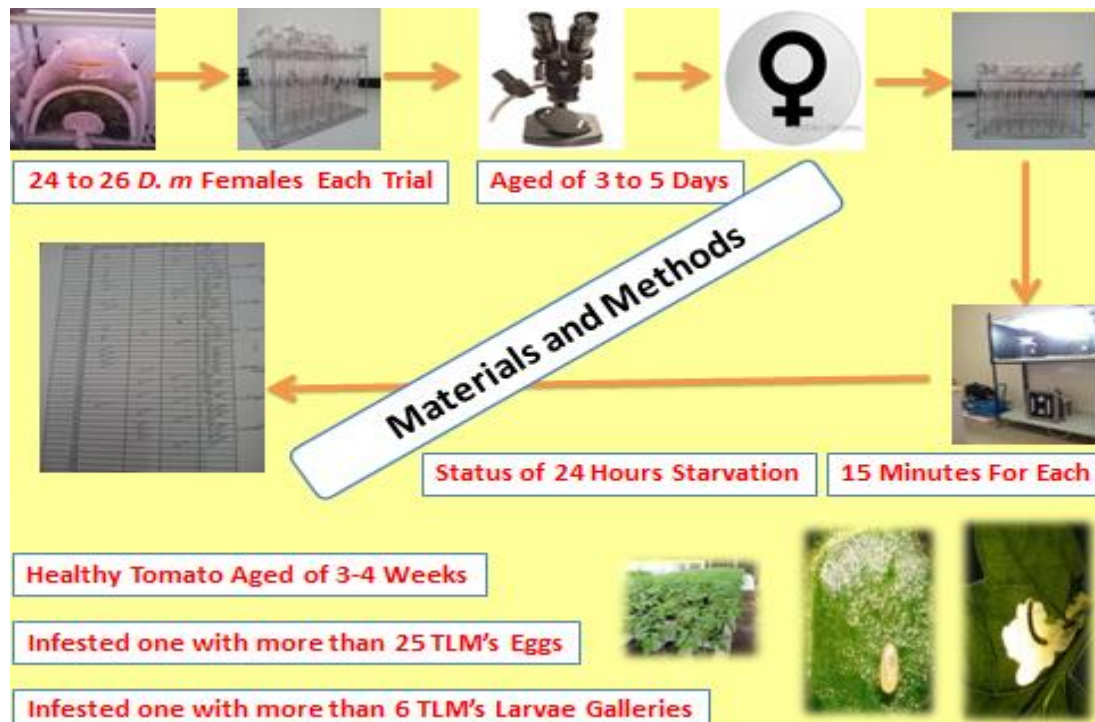 24 to 26 D. m Females Each Trial
Aged of 3 to 5 Days
Materials and Methods
Status of 24 Hours Starvation
15 Minutes For Each
Healthy Tomato Aged of 3-4 Weeks
Infested one with more than 25 TLM's Eggs
Infested one with more than 6 TLM's Larvae Galleries